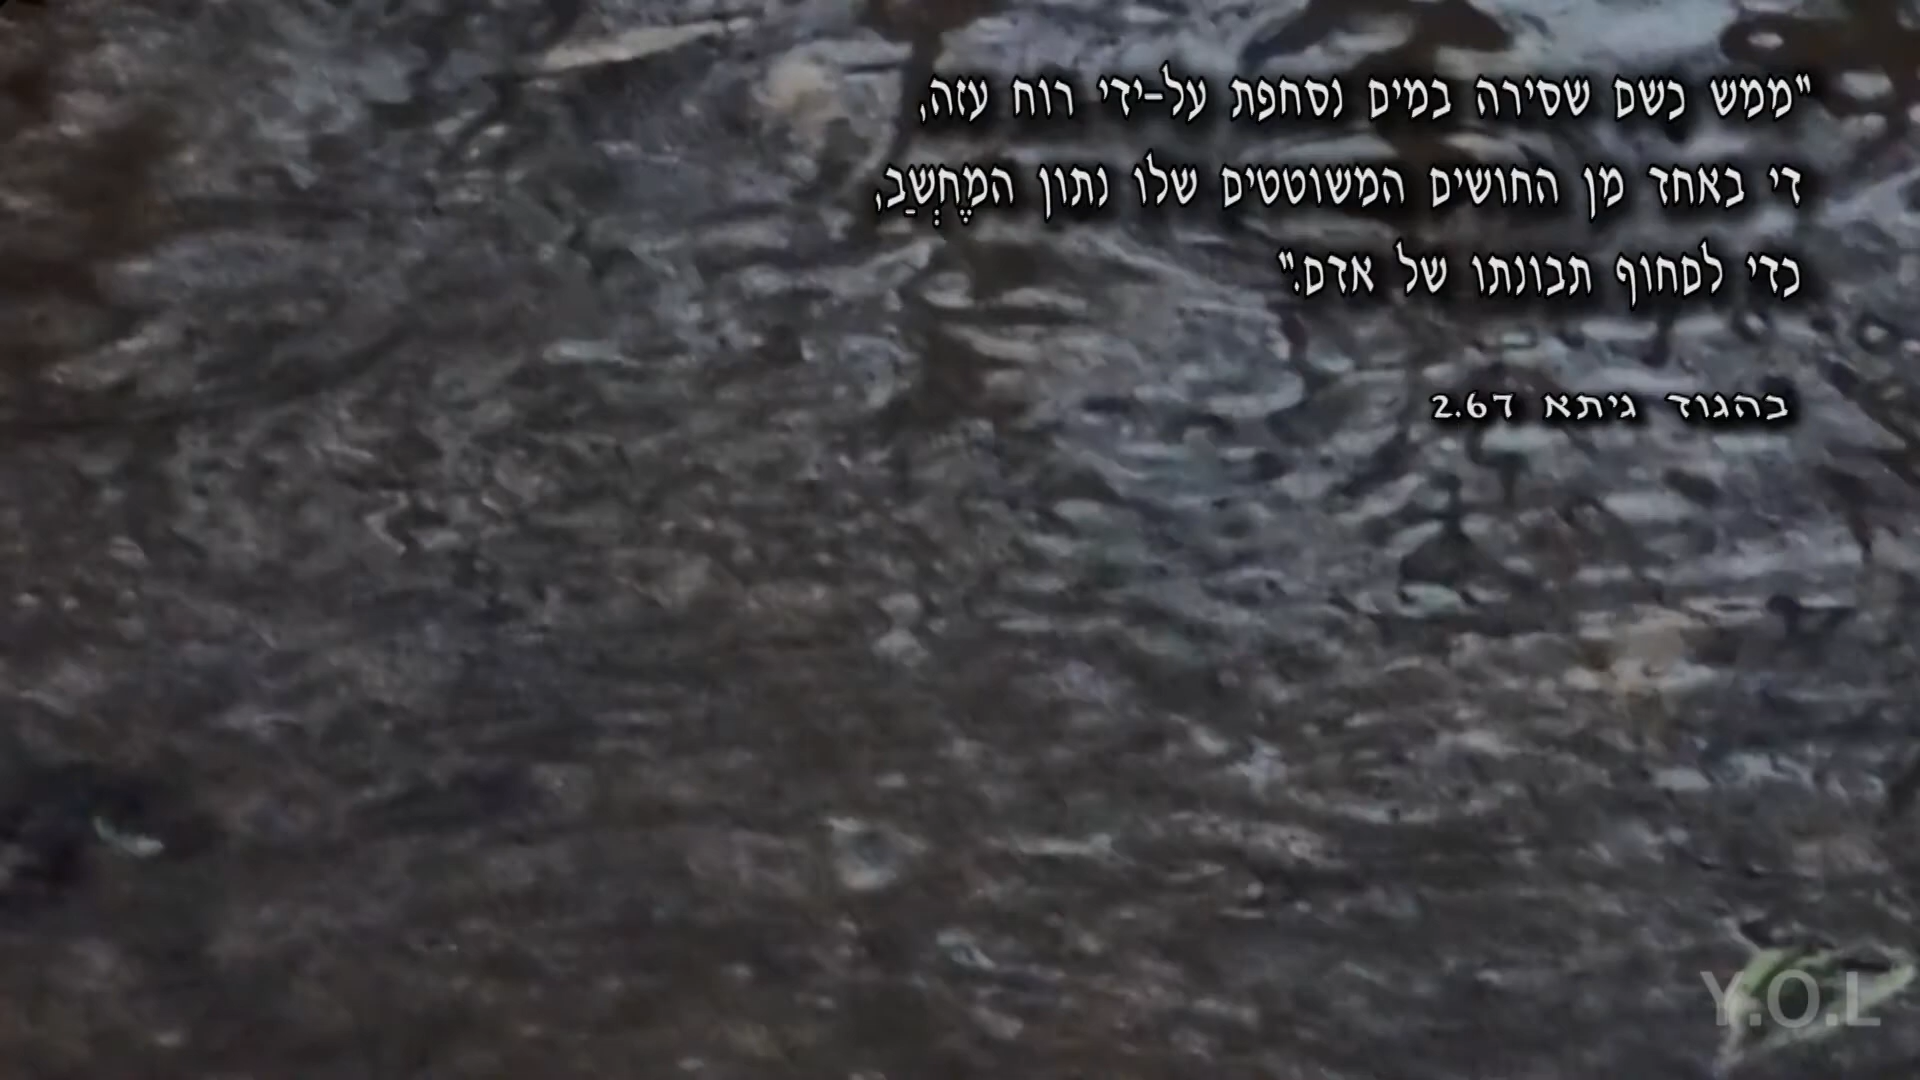 "ממש כשם שסירה במים נסחפת על-ידי רוח עזה,
די באחד מן החושים המשוטטים שלו נתון המֶחְשַב,
כדי לסחוף תבונתו של אדם."
בהגוד גיתא 2.67
Y.O.L